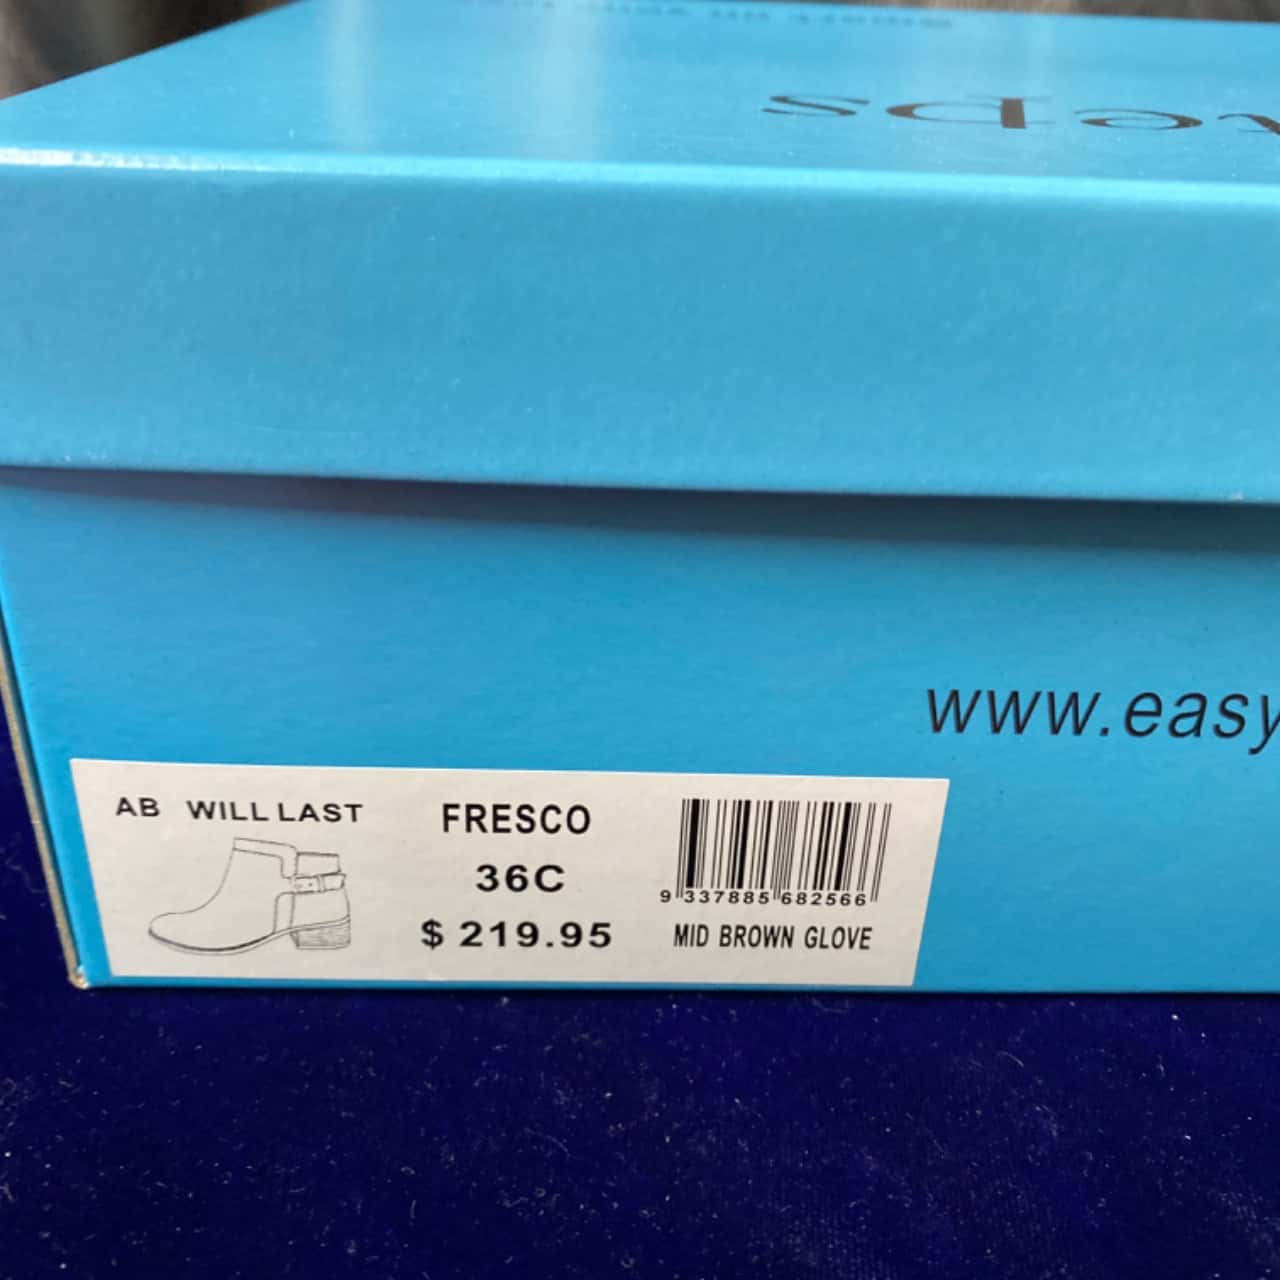 www.easy
AB WILL LAST
FRESCO
36C
$ 219.95
9 337885 682566
MID BROWN GLOVE